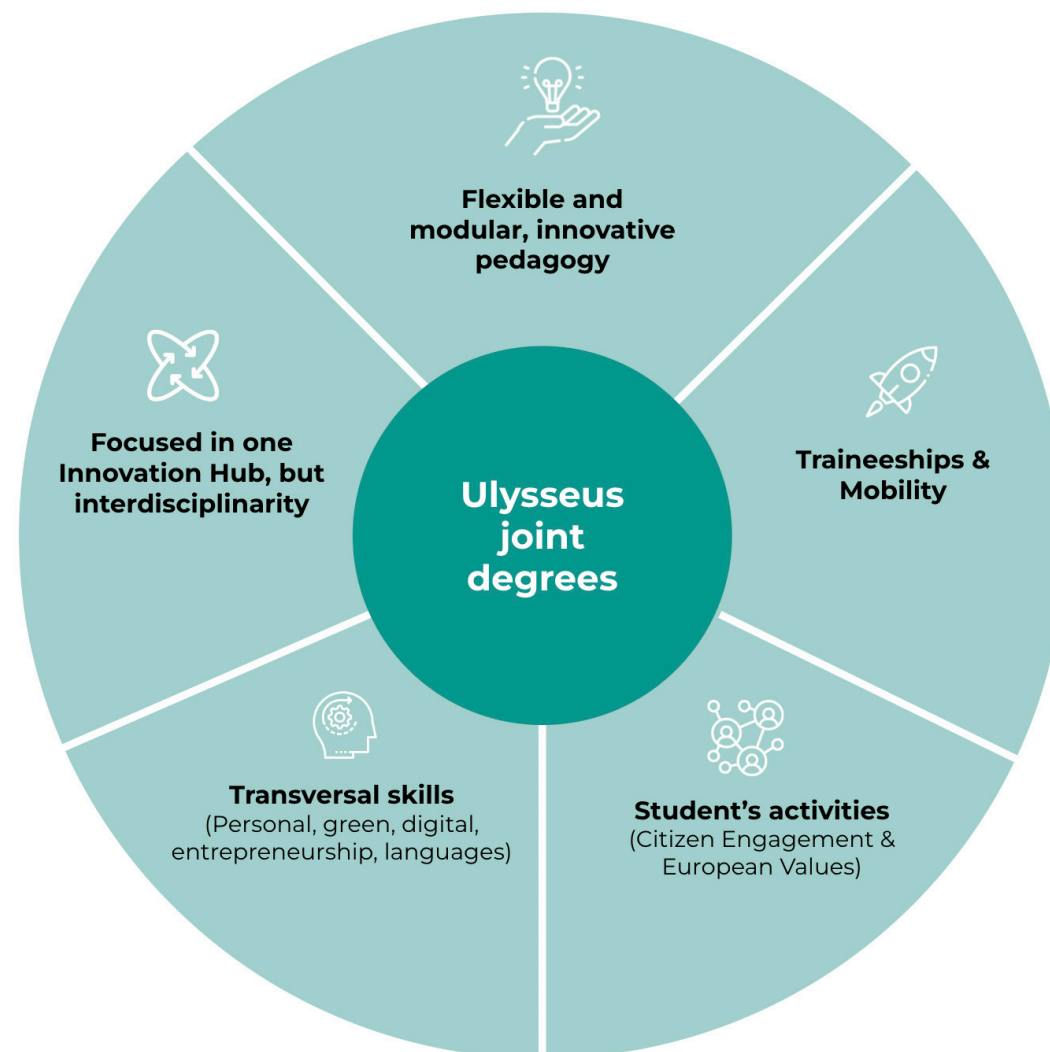 Flexible and
modular, innovative
pedagogy
Focused in one
Innovation Hub, but
interdisciplinarity
Traineeships &
Mobility
Ulysseus
joint
degrees
Transversal skills
(Personal, green, digital,
entrepreneurship, languages)
Student’s activities
(Citizen Engagement &
European Values)